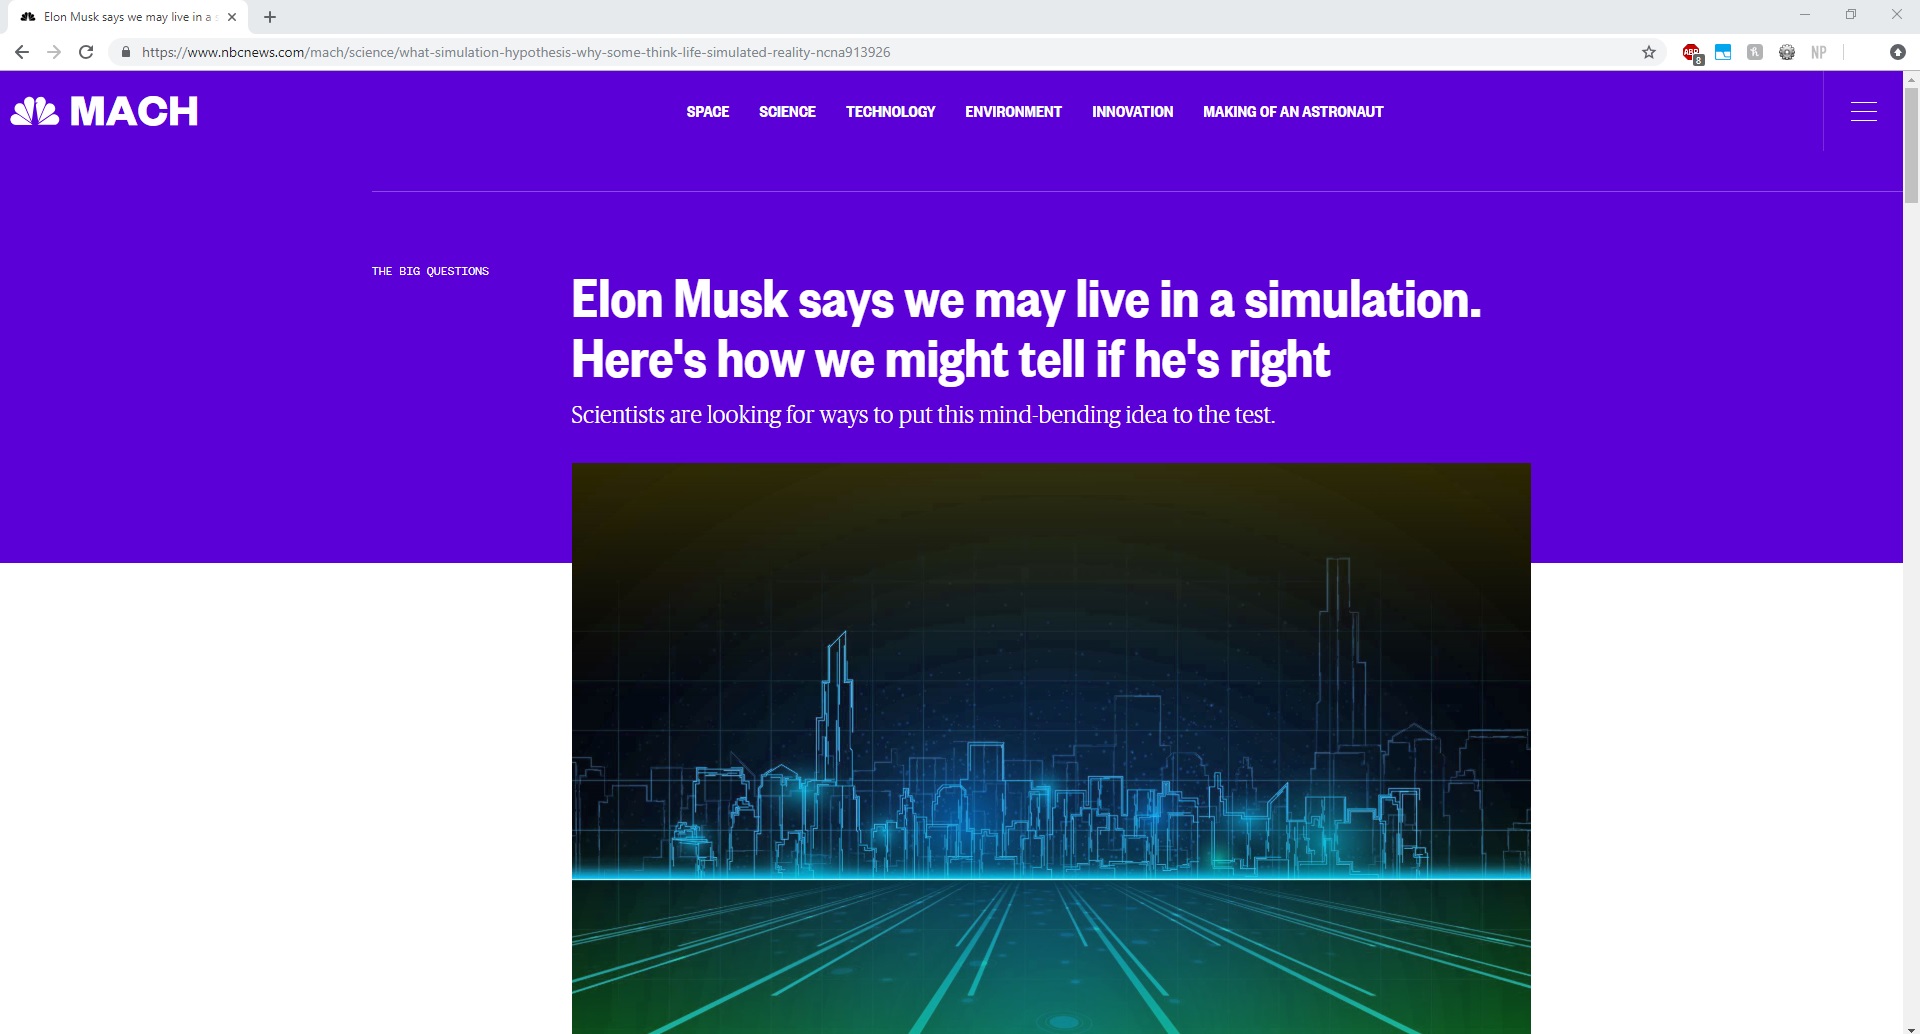 Elon Musk says we may live in a
https://www.nbcnews.com/mach/science/what-simulation-hypothesis-why-some-think-life-simulated-reality-ncna913926
ABP
8
NP
MACH
SPACE SCIENCE TECHNOLOGY ENVIRONMENT INNOVATION MAKING OF AN ASTRONAUT
THE BIG QUESTIONS
Elon Musk says we may live in a simulation.
Here's how we might tell if he's right
Scientists are looking for ways to put this mind-bending idea to the test.